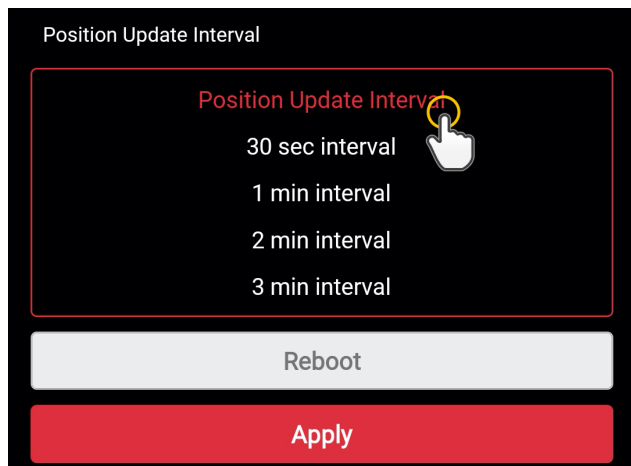 Position Update Interval
Position Update Interval
30 sec interval
1 min interval
2 min interval
3 min interval
Reboot
Apply